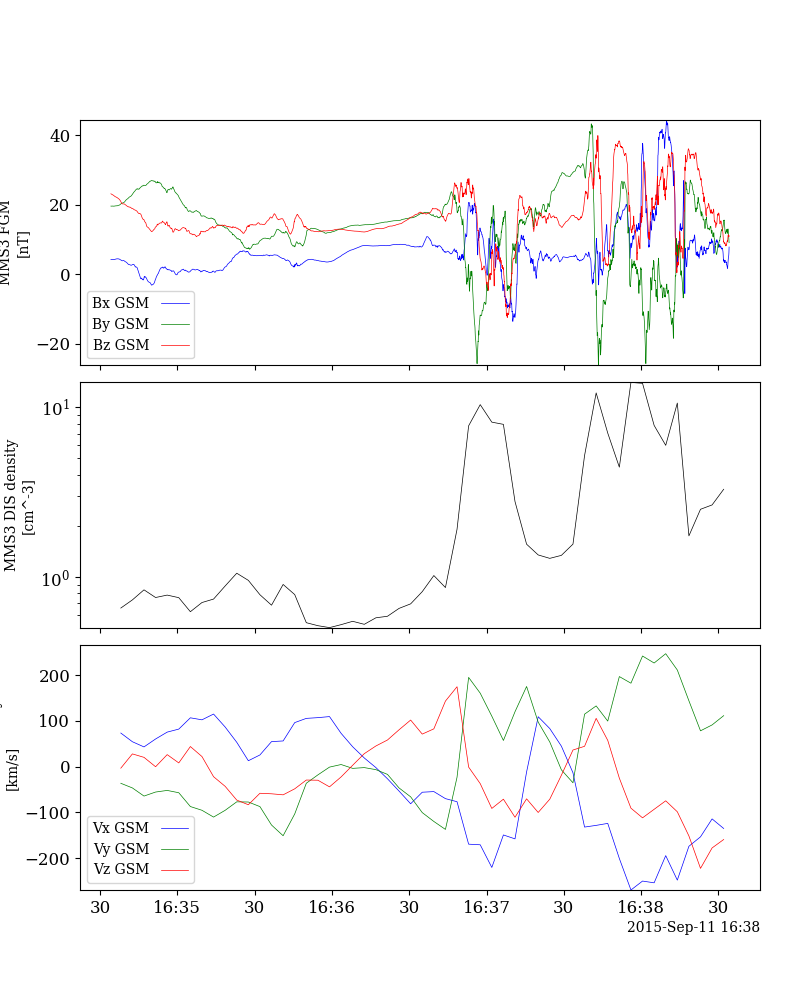 40
20
0
−20
MMS3 FGM
[nT]
Bx GSM
By GSM
Bz GSM
10^1
10^0
MMS3 DIS density
[cm^-3]
200
100
0
−100
−200
[km/s]
Vx GSM
Vy GSM
Vz GSM
30 16:35 30 16:36 30 16:37 30 16:38 30
2015-Sep-11 16:38